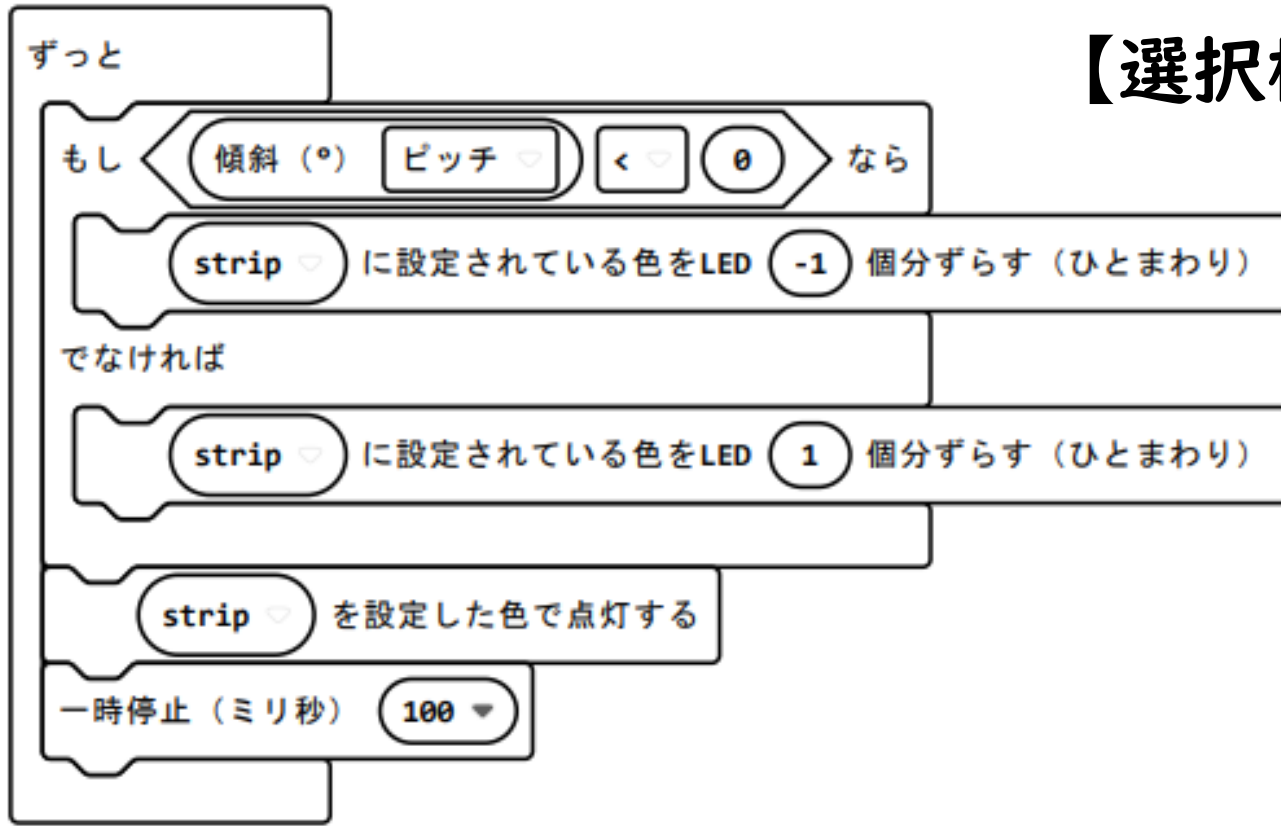 ずっと
【選択
もし 傾斜（°） ピッチ < 0 なら
strip に設定されている色をLED -1 個分ずらす（ひとまわり）
でなければ
strip に設定されている色をLED 1 個分ずらす（ひとまわり）
strip を設定した色で点灯する
一時停止（ミリ秒） 100